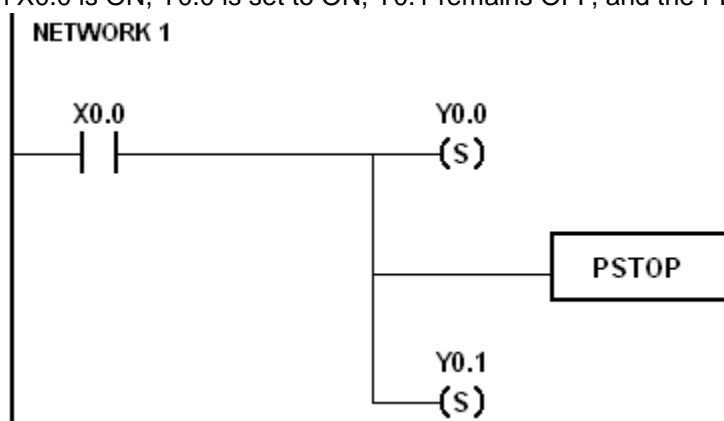 X0.0 is ON, Y0.0 is set to ON, Y0.1 remains OFF, and the
NETWORK 1
X0.0
Y0.0
(S)
PSTOP
Y0.1
(S)